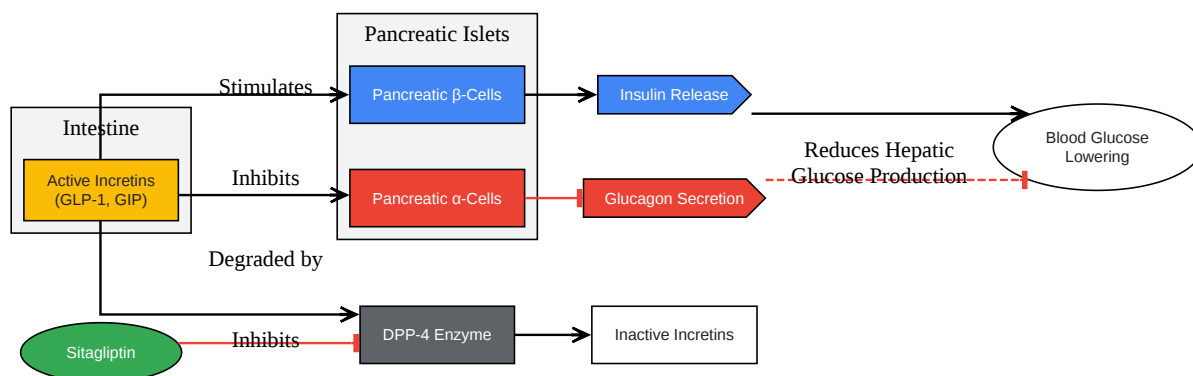 Pancreatic Islets
Stimulates
Pancreatic β-Cells
Insulin Release
Intestine
Blood Glucose
Lowering
Reduces Hepatic
Glucose Production
Active Incretins
(GLP-1, GIP)
Inhibits
Pancreatic α-Cells
Glucagon Secretion
Degraded by
DPP-4 Enzyme
Inactive Incretins
Sitagliptin
Inhibits